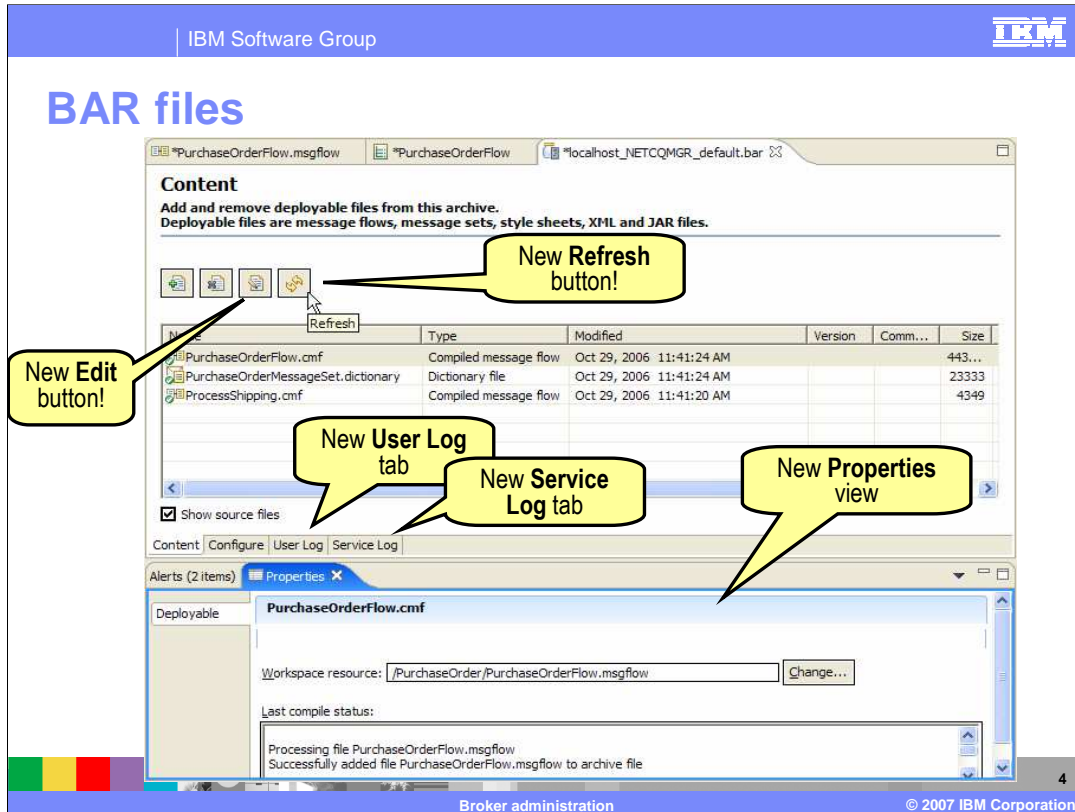 IBM Software Group
IBM
BAR files
*PurchaseOrderFlow.msgflow
*PurchaseOrderFlow
*localhost_NETCQMGR_default.bar
Content
Add and remove deployable files from this archive.
Deployable files are message flows, message sets, style sheets, XML and JAR files.
New Refresh
button!
Refresh
Type Modified Version Comm... Size
PurchaseOrderFlow.cmf Compiled message flow Oct 29, 2006 11:41:24 AM 443...
PurchaseOrderMessageSet.dictionary Dictionary file Oct 29, 2006 11:41:24 AM 23333
ProcessShipping.cmf Compiled message flow Oct 29, 2006 11:41:20 AM 4349
New Edit
button!
New User Log
tab
New Service
Log tab
New Properties
view
Show source files
Content Configure User Log Service Log
Alerts (2 items) Properties
Deployable
PurchaseOrderFlow.cmf
Workspace resource: /PurchaseOrder/PurchaseOrderFlow.msgflow Change...
Last compile status:
Processing file PurchaseOrderFlow.msgflow
Successfully added file PurchaseOrderFlow.msgflow to archive file
4
Broker administration
© 2007 IBM Corporation